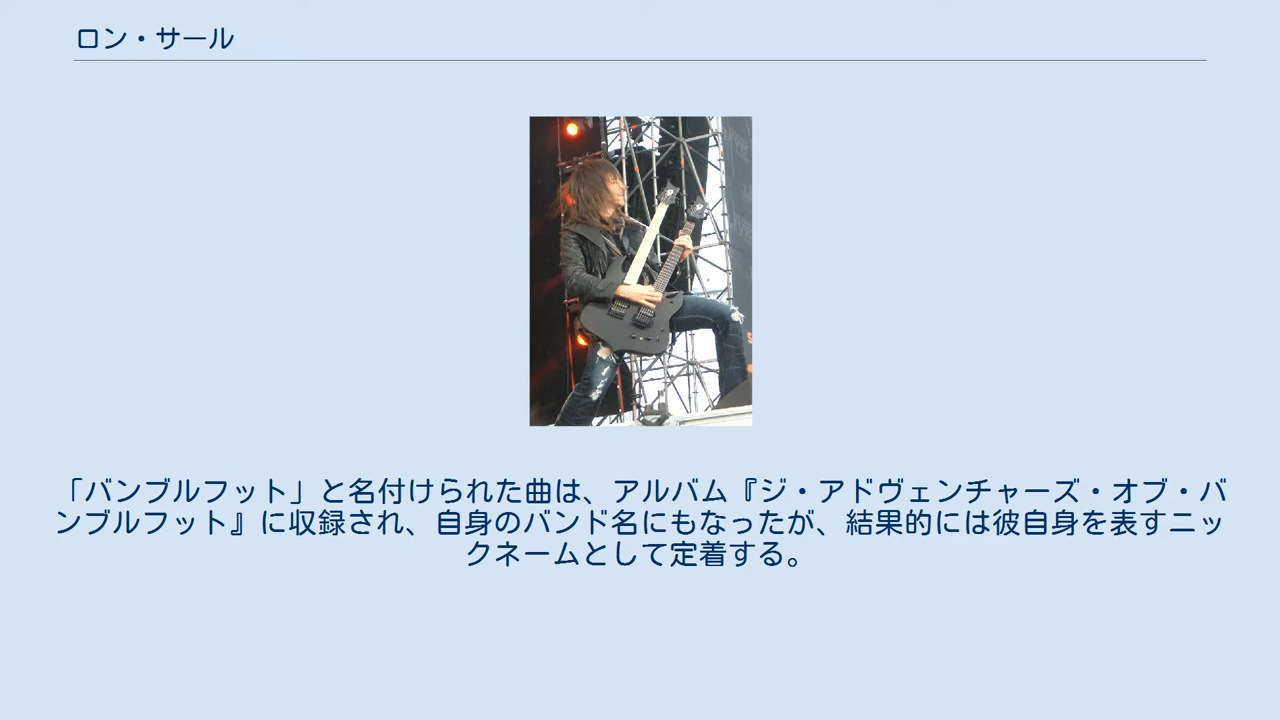 ロン・サール
「バンブルフット」と名付けられた曲は、アルバム『ジ・アドヴェンチャーズ・オブ・バ
ンブルフット』に収録され、自身のバンド名にもなったが、結果的には彼自身を表すニッ
クネームとして定着する。